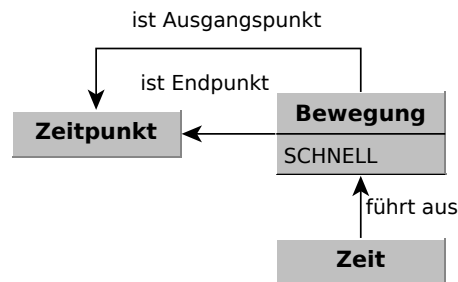 ist Ausgangspunkt
ist Endpunkt
Bewegung
Zeitpunkt
SCHNELL
führt aus
Zeit